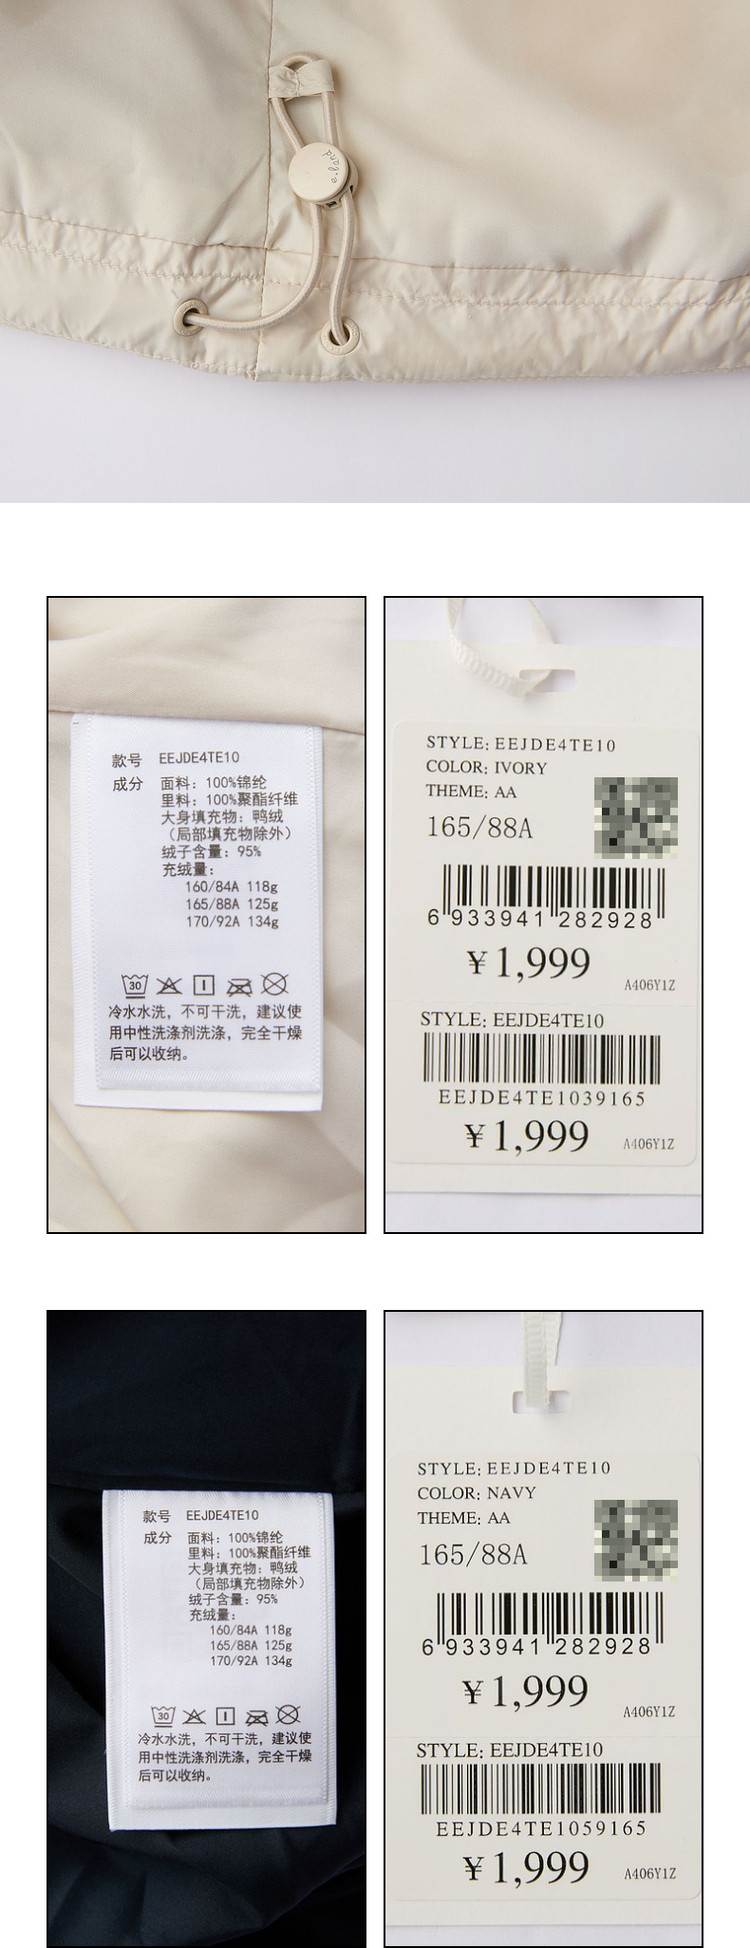 e.land
款号 EEJDE4TE10
成分 面料：100%锦纶
里料：100%聚酯纤维
大身填充物：鸭绒
（局部填充物除外）
绒子含量：95%
充绒量：
160/84A 118g
165/88A 125g
170/92A 134g
30
冷水水洗，不可干洗，建议使
用中性洗涤剂洗涤，完全干燥
后可以收纳。
STYLE: EEJDE4TE10
COLOR: IVORY
THEME: AA
165/88A
6 933941 282928
¥1,999
A406Y1Z
STYLE: EEJDE4TE10
EEJDE4TE1039165
¥1,999 A406Y1Z
款号 EEJDE4TE10
成分 面料：100%锦纶
里料：100%聚酯纤维
大身填充物：鸭绒
（局部填充物除外）
绒子含量：95%
充绒量：
160/84A 118g
165/88A 125g
170/92A 134g
30
冷水水洗，不可干洗，建议使
用中性洗涤剂洗涤，完全干燥
后可以收纳。
STYLE: EEJDE4TE10
COLOR: NAVY
THEME: AA
165/88A
6 933941 282928
¥1,999
A406Y1Z
STYLE: EEJDE4TE10
EEJDE4TE1059165
¥1,999 A406Y1Z